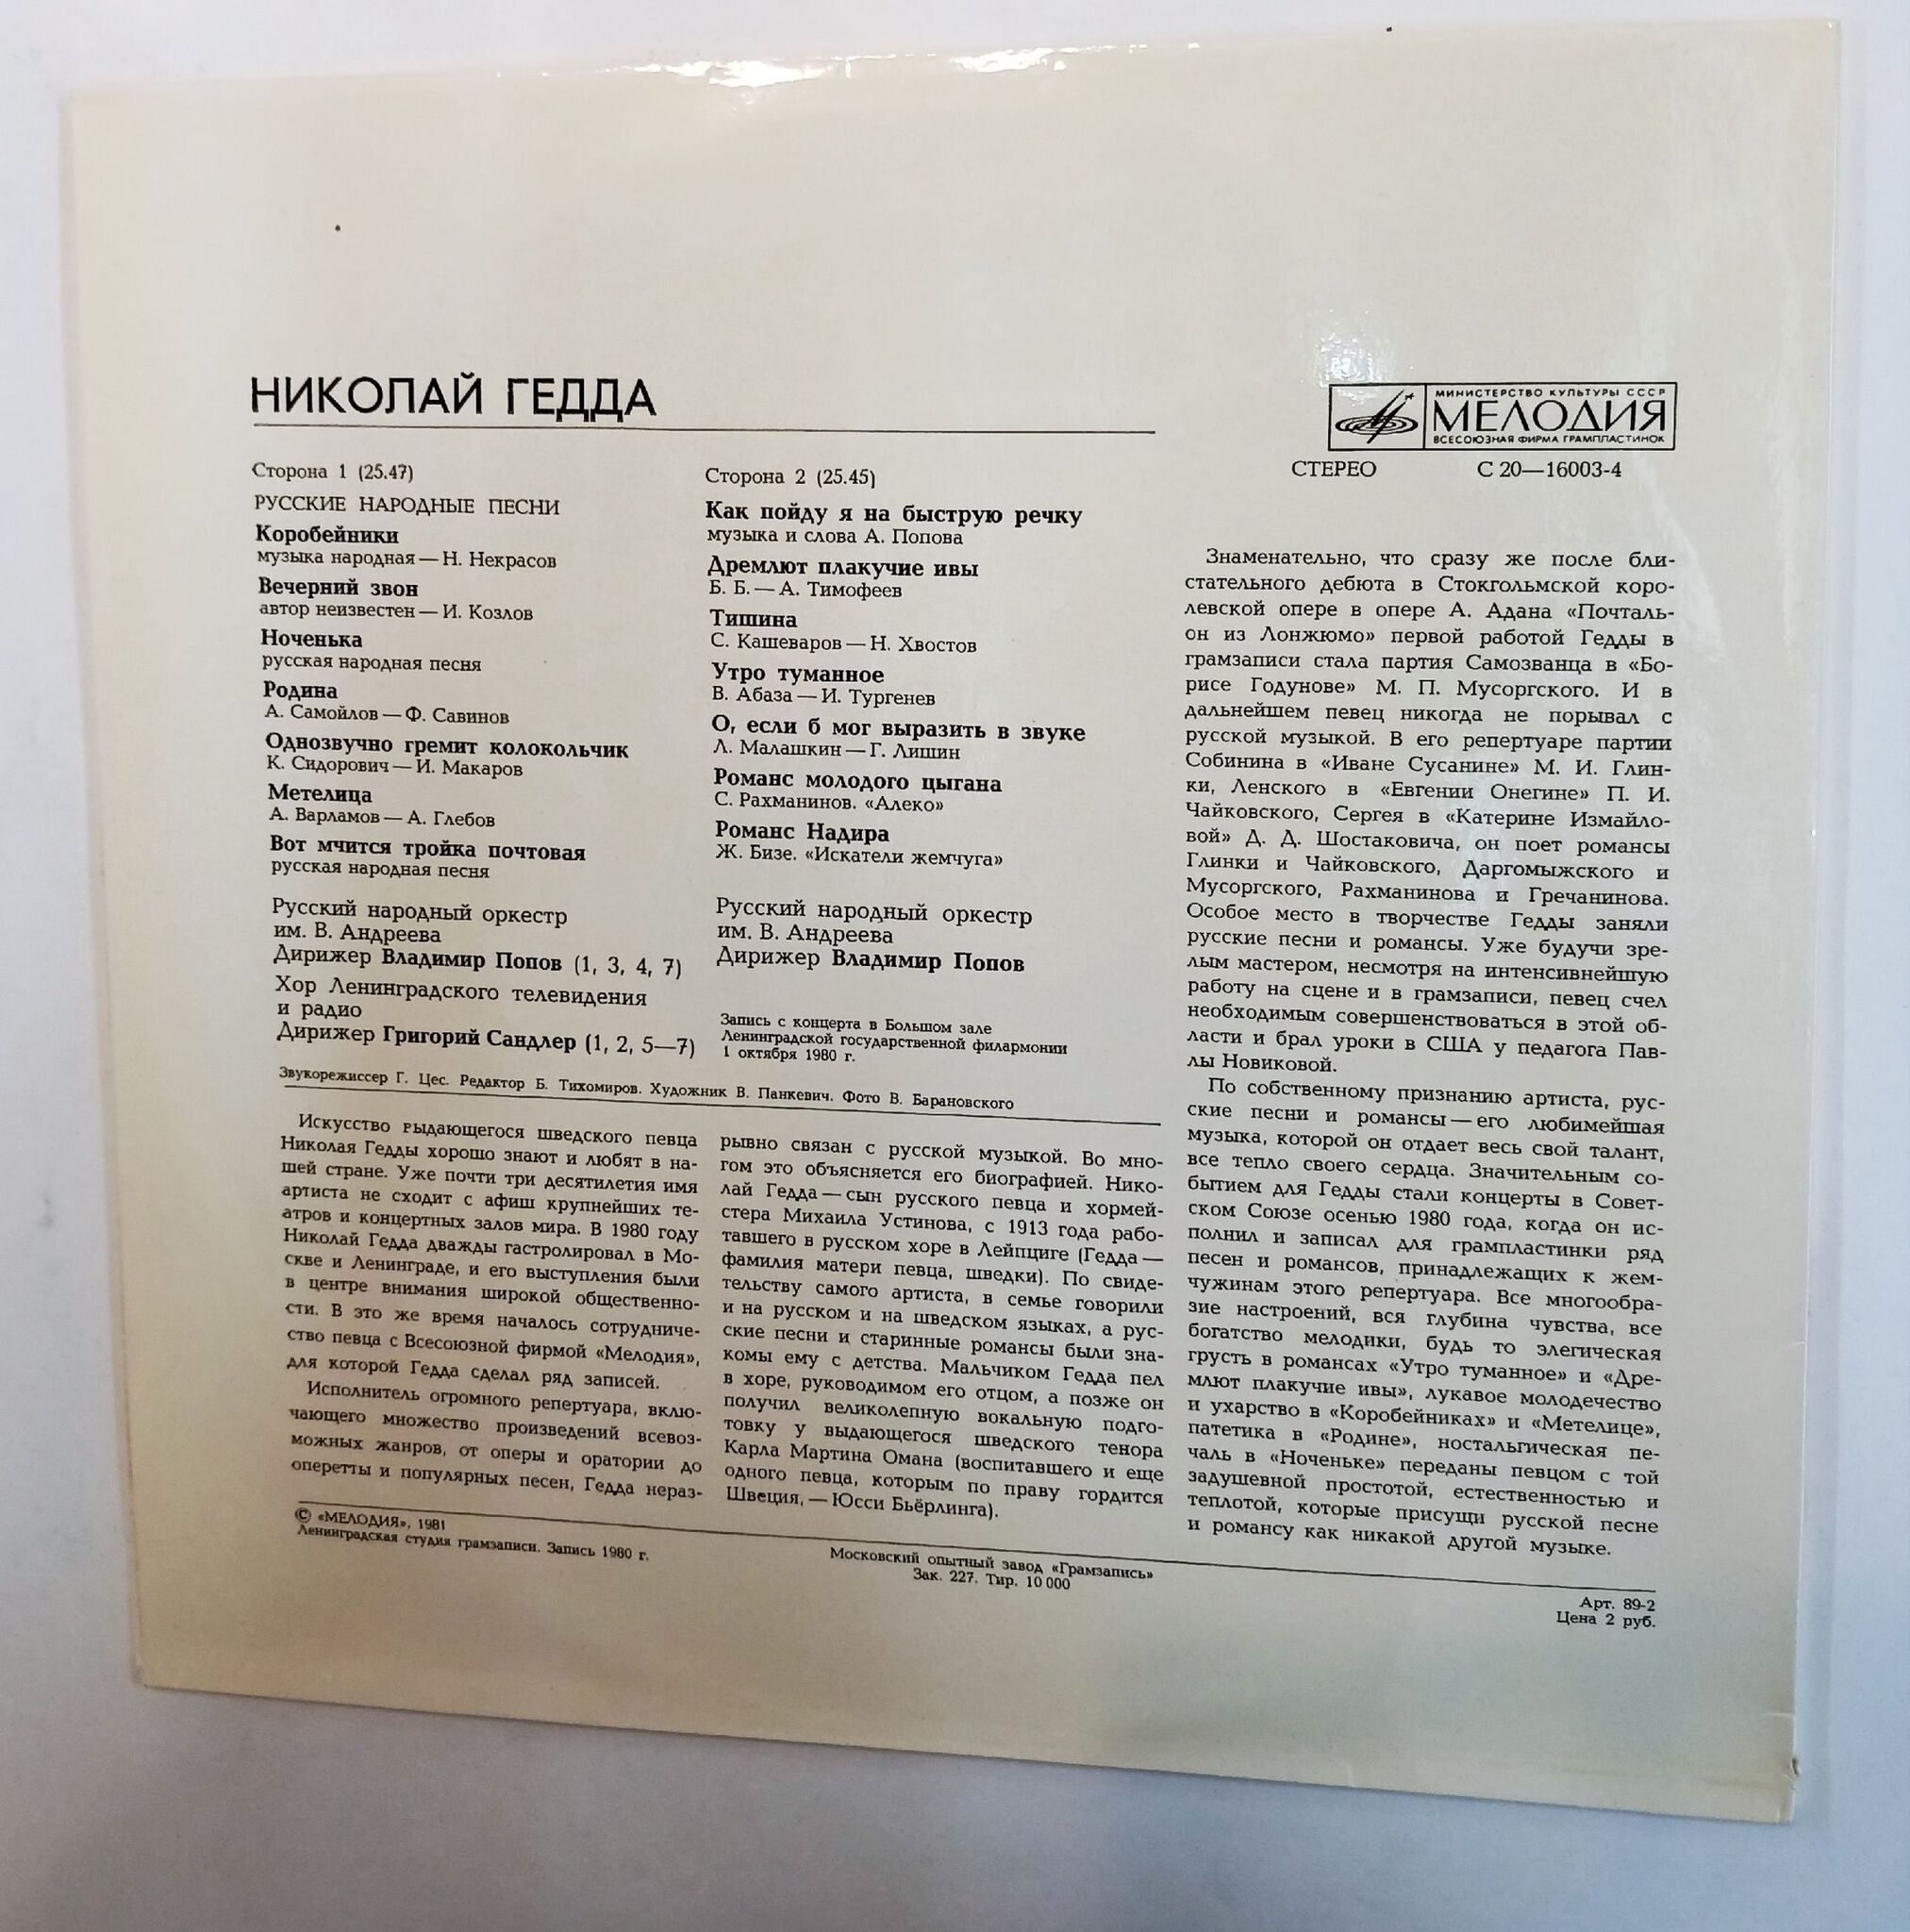 НИКОЛАЙ ГЕДДА
МИНИСТЕРСТВО КУЛЬТУРЫ СССР
МЕЛОДИЯ
ВСЕСОЮЗНАЯ ФИРМА ГРАМПЛАСТИНОК
СТЕРЕО С 20—16003-4
Сторона 1 (25.47)
РУССКИЕ НАРОДНЫЕ ПЕСНИ
Коробейники
музыка народная — Н. Некрасов
Вечерний звон
автор неизвестен — И. Козлов
Ноченька
русская народная песня
Родина
А. Самойлов — Ф. Савинов
Однозвучно гремит колокольчик
К. Сидорович — И. Макаров
Метелица
А. Варламов — А. Глебов
Вот мчится тройка почтовая
русская народная песня
Русский народный оркестр
им. В. Андреева
Дирижер Владимир Попов (1, 3, 4, 7)
Хор Ленинградского телевидения
и радио
Дирижер Григорий Сандлер (1, 2, 5—7)
Сторона 2 (25.45)
Как пойду я на быструю речку
музыка и слова А. Попова
Дремлют плакучие ивы
Б. Б. — А. Тимофеев
Тишина
С. Кашеваров — Н. Хвостов
Утро туманное
В. Абаза — И. Тургенев
О, если б мог выразить в звуке
Л. Малашкин — Г. Лишин
Романс молодого цыгана
С. Рахманинов. «Алеко»
Романс Надира
Ж. Бизе. «Искатели жемчуга»
Русский народный оркестр
им. В. Андреева
Дирижер Владимир Попов
Запись с концерта в Большом зале
Ленинградской государственной филармонии
1 октября 1980 г.
Звукорежиссер Г. Цес. Редактор Б. Тихомиров. Художник В. Панкевич. Фото В. Барановского
Искусство выдающегося шведского певца
Николая Гедды хорошо знают и любят в на-
шей стране. Уже почти три десятилетия имя
артиста не сходит с афиш крупнейших те-
атров и концертных залов мира. В 1980 году
Николай Гедда дважды гастролировал в Мо-
скве и Ленинграде, и его выступления были
в центре внимания широкой общественно-
сти. В это же время началось сотрудниче-
ство певца с Всесоюзной фирмой «Мелодия»,
для которой Гедда сделал ряд записей.
Исполнитель огромного репертуара, вклю-
чающего множество произведений всевоз-
можных жанров, от оперы и оратории до
оперетты и популярных песен, Гедда нераз-
рывно связан с русской музыкой. Во мно-
гом это объясняется его биографией. Нико-
лай Гедда — сын русского певца и хормей-
стера Михаила Устинова, с 1913 года рабо-
тавшего в русском хоре в Лейпциге (Гедда —
фамилия матери певца, шведки). По свиде-
тельству самого артиста, в семье говорили
и на русском и на шведском языках, а рус-
ские песни и старинные романсы были зна-
комы ему с детства. Мальчиком Гедда пел
в хоре, руководимом его отцом, а позже он
получил великолепную вокальную подго-
товку у выдающегося шведского тенора
Карла Мартина Омана (воспитавшего и еще
одного певца, которым по праву гордится
Швеция, — Юсси Бьёрлинга).
Знаменательно, что сразу же после бли-
стательного дебюта в Стокгольмской коро-
левской опере в опере А. Адана «Почталь-
он из Лонжюмо» первой работой Гедды в
грамзаписи стала партия Самозванца в «Бо-
рисе Годунове» М. П. Мусоргского. И в
дальнейшем певец никогда не порывал с
русской музыкой. В его репертуаре партии
Собинина в «Иване Сусанине» М. И. Глин-
ки, Ленского в «Евгении Онегине» П. И.
Чайковского, Сергея в «Катерине Измайло-
вой» Д. Д. Шостаковича, он поет романсы
Глинки и Чайковского, Даргомыжского и
Мусоргского, Рахманинова и Гречанинова.
Особое место в творчестве Гедды заняли
русские песни и романсы. Уже будучи зре-
лым мастером, несмотря на интенсивнейшую
работу на сцене и в грамзаписи, певец счел
необходимым совершенствоваться в этой об-
ласти и брал уроки в США у педагога Пав-
лы Новиковой.
По собственному признанию артиста, рус-
ские песни и романсы — его любимейшая
музыка, которой он отдает весь свой талант,
все тепло своего сердца. Значительным со-
бытием для Гедды стали концерты в Совет-
ском Союзе осенью 1980 года, когда он ис-
полнил и записал для грампластинки ряд
песен и романсов, принадлежащих к жем-
чужинам этого репертуара. Все многообра-
зие настроений, вся глубина чувства, все
богатство мелодики, будь то элегическая
грусть в романсах «Утро туманное» и «Дре-
млют плакучие ивы», лукавое молодечество
и ухарство в «Коробейниках» и «Метелице»,
патетика в «Родине», ностальгическая пе-
чаль в «Ноченьке» переданы певцом с той
задушевной простотой, естественностью и
теплотой, которые присущи русской песне
и романсу как никакой другой музыке.
© «МЕЛОДИЯ», 1981
Ленинградская студия грамзаписи. Запись 1980 г.
Московский опытный завод «Грамзапись»
Зак. 227. Тир. 10 000
Арт. 89-2
Цена 2 руб.